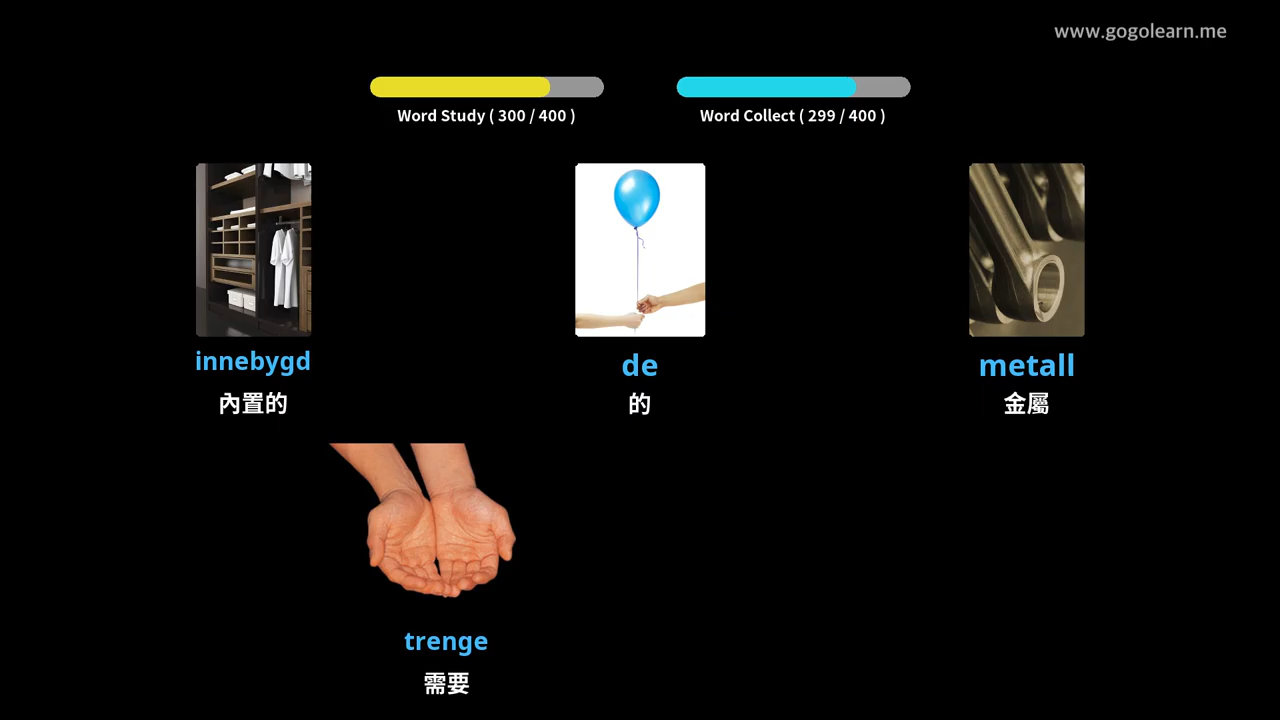 www.gogolearn.me
Word Study ( 300 / 400 )
Word Collect ( 299 / 400 )
innebygd
內置的
de
的
metall
金屬
trenge
需要